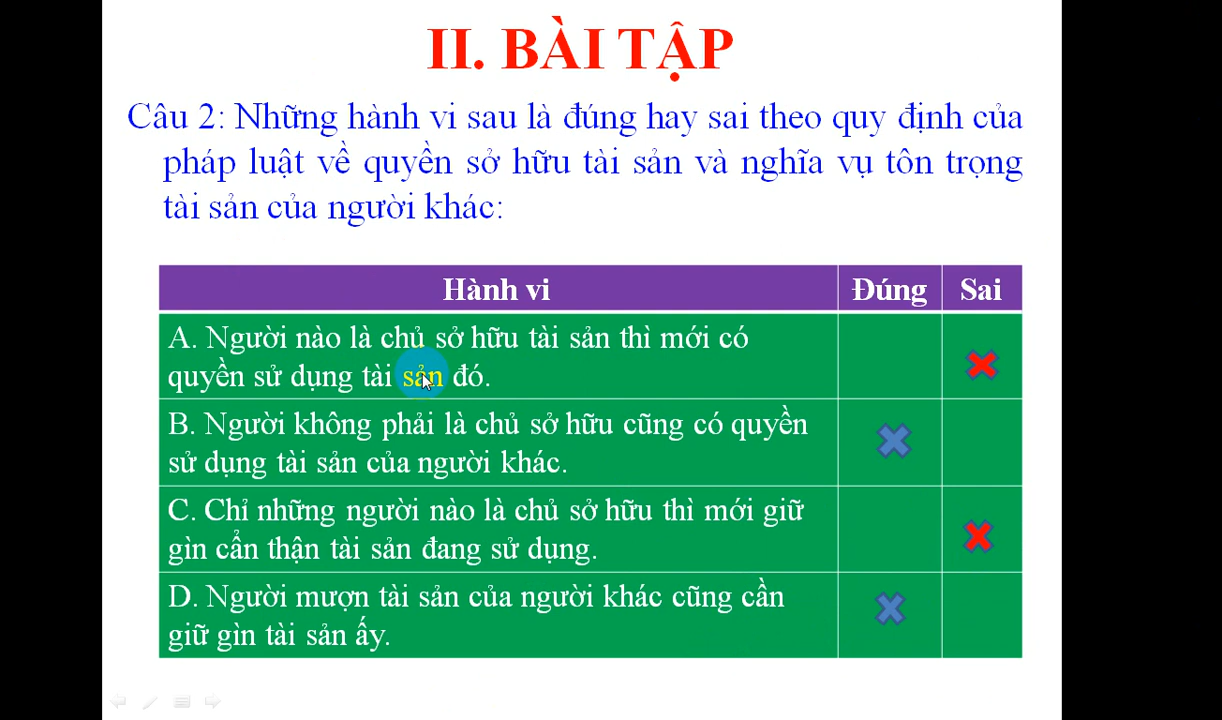 II. BÀI TẬP
Câu 2: Những hành vi sau là đúng hay sai theo quy định của
pháp luật về quyền sở hữu tài sản và nghĩa vụ tôn trọng
tài sản của người khác:
Hành vi Đúng Sai
A. Người nào là chủ sở hữu tài sản thì mới có
quyền sử dụng tài sản đó.
B. Người không phải là chủ sở hữu cũng có quyền
sử dụng tài sản của người khác.
C. Chỉ những người nào là chủ sở hữu thì mới giữ
gìn cẩn thận tài sản đang sử dụng.
D. Người mượn tài sản của người khác cũng cần
giữ gìn tài sản ấy.